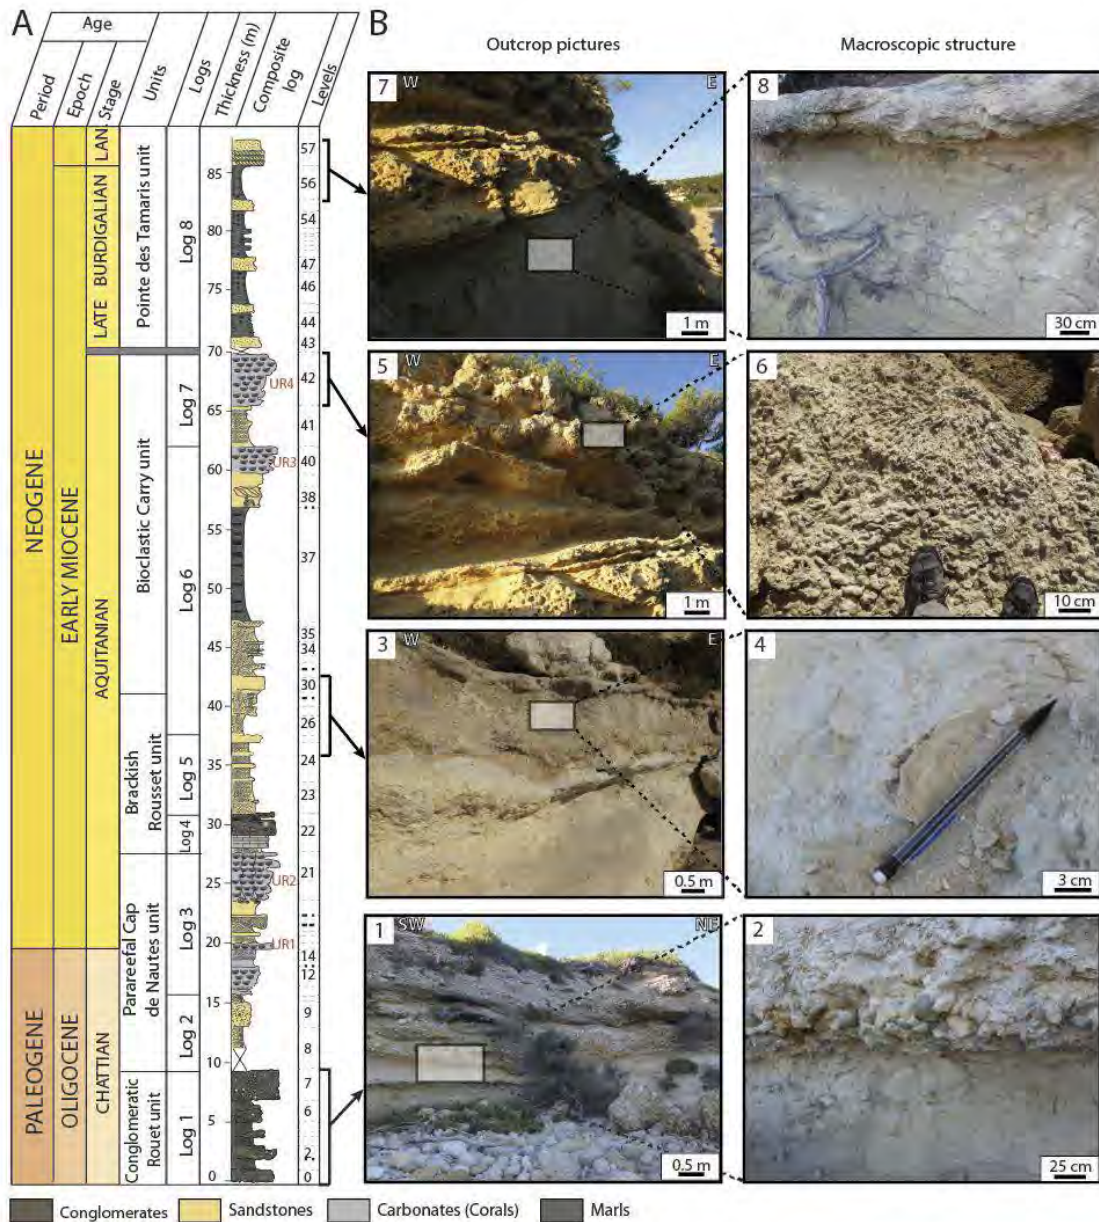 A
B
Age
Period
Epoch
Stage
Units
Logs
Thickness (m)
Composite log
Levels
Outcrop pictures
Macroscopic structure
NEOGENE
PALEOGENE
EARLY MIOCENE
OLIGOCENE
LAN.
LATE BURDIGALIAN
AQUITANIAN
CHATTIAN
Pointe des Tamaris unit
Bioclastic Carry unit
Brackish
Rousset unit
Parareefal Cap
de Nautes unit
Conglomeratic
Rouet unit
Log 8
Log 7
Log 6
Log 5
Log 4
Log 3
Log 2
Log 1
85
80
75
70
65
60
55
50
45
40
35
30
25
20
15
10
5
0
UR4
UR3
UR2
UR1
57
56
54
47
46
44
43
42
41
40
38
37
35
34
30
26
24
23
22
21
14
12
9
8
7
6
2
0
7
W
E
1 m
8
30 cm
5
W
E
1 m
6
10 cm
3
W
E
0.5 m
4
3 cm
1
SW
NE
0.5 m
2
25 cm
Conglomerates
Sandstones
Carbonates (Corals)
Marls